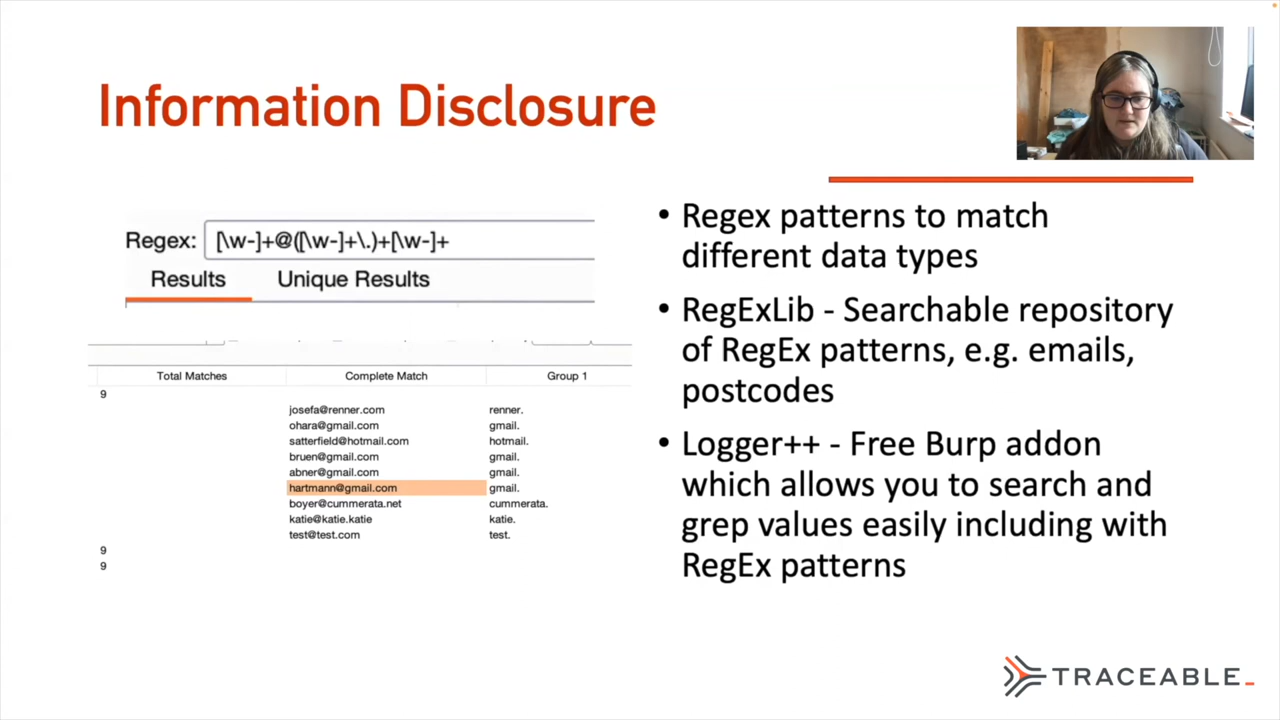 Information Disclosure
Regex: [\w-]+@([\w-]+\.)+[\w-]+
Results Unique Results
Total Matches Complete Match Group 1
9
josefa@renner.com renner.
ohara@gmail.com gmail.
satterfield@hotmail.com hotmail.
bruen@gmail.com gmail.
abner@gmail.com gmail.
hartmann@gmail.com gmail.
boyer@cummerata.net cummerata.
katie@katie.katie katie.
test@test.com test.
9
9
• Regex patterns to match
different data types
• RegExLib - Searchable repository
of RegEx patterns, e.g. emails,
postcodes
• Logger++ - Free Burp addon
which allows you to search and
grep values easily including with
RegEx patterns
TRACEABLE_